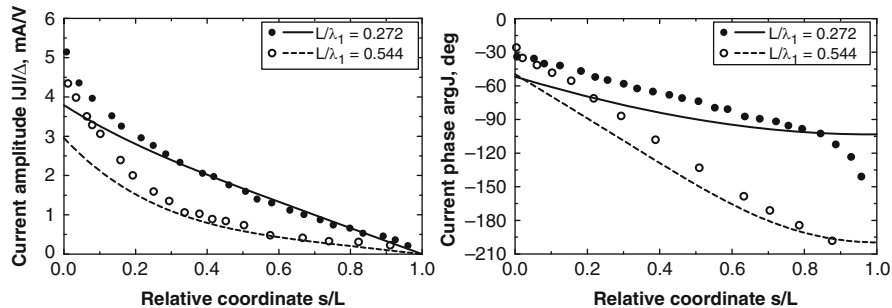 Current amplitude |J|/Δ, mA/V
6
5
4
3
2
1
0
L/λ1 = 0.272
L/λ1 = 0.544
0.0 0.2 0.4 0.6 0.8 1.0
Relative coordinate s/L
Current phase argJ, deg
0
−30
−60
−90
−120
−150
−180
−210
L/λ1 = 0.272
L/λ1 = 0.544
0.0 0.2 0.4 0.6 0.8 1.0
Relative coordinate s/L